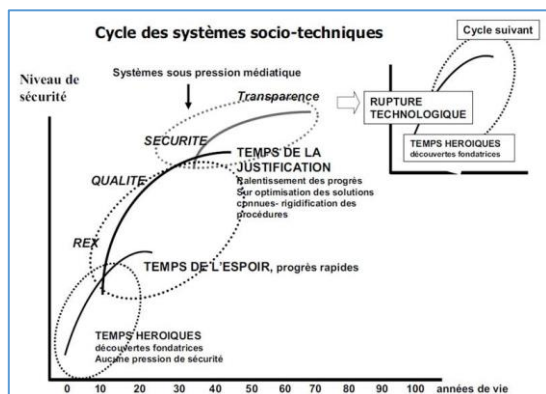 Cycle des systèmes socio-techniques
Cycle suivant
Niveau de
sécurité
Systèmes sous pression médiatique
Transparence
RUPTURE
TECHNOLOGIQUE
SECURITE
TEMPS HEROIQUES
découvertes fondatrices
TEMPS DE LA
JUSTIFICATION
Ralentissement des progrès
Sur optimisation des solutions
connues- rigidification des
procédures
QUALITE
REX
TEMPS DE L'ESPOIR, progrès rapides
TEMPS HEROIQUES
découvertes fondatrices
Aucune pression de sécurité
0 10 20 30 40 50 60 70 80 90 100 années de vie